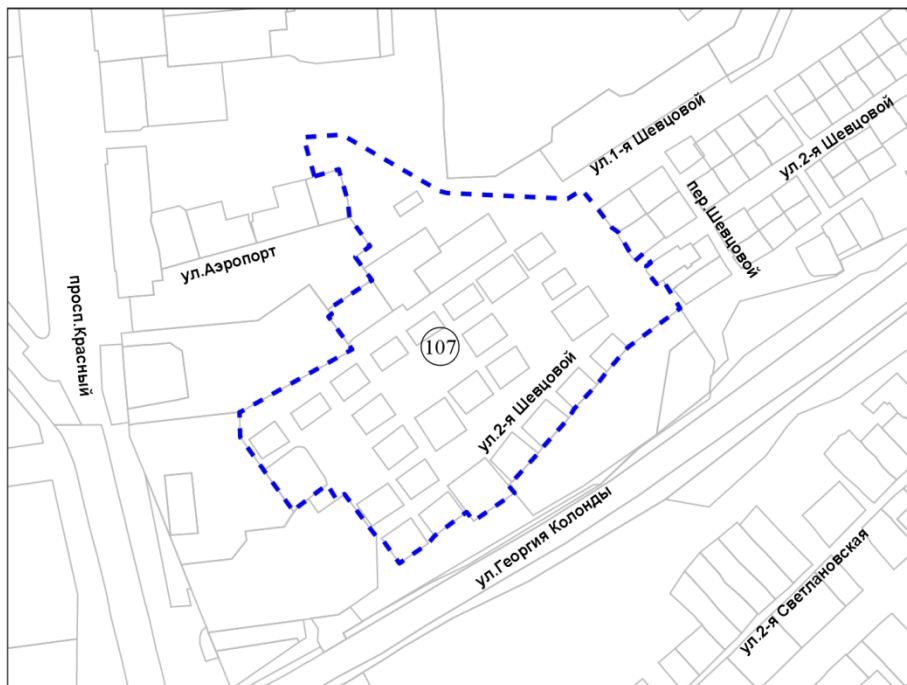 ул.1-я Шевцовой
ул.2-я Шевцовой
пер.Шевцовой
ул.Аэропорт
просп.Красный
107
ул.2-я Шевцовой
ул.Георгия Колонды
ул.2-я Светлановская